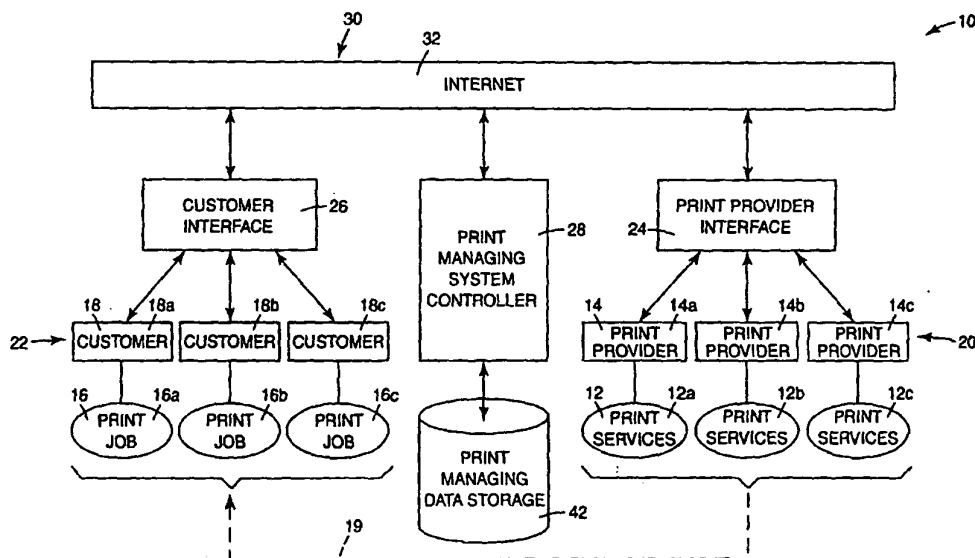 10
30
32
INTERNET
CUSTOMER
INTERFACE
26
PRINT
MANAGING
SYSTEM
CONTROLLER
28
PRINT PROVIDER
INTERFACE
24
22
18 18a
CUSTOMER
18b
CUSTOMER
18c
CUSTOMER
14 14a
PRINT
PROVIDER
14b
PRINT
PROVIDER
14c
PRINT
PROVIDER
20
16 16a
PRINT
JOB
16b
PRINT
JOB
16c
PRINT
JOB
PRINT
MANAGING
DATA STORAGE
42
12 12a
PRINT
SERVICES
12b
PRINT
SERVICES
12c
PRINT
SERVICES
19